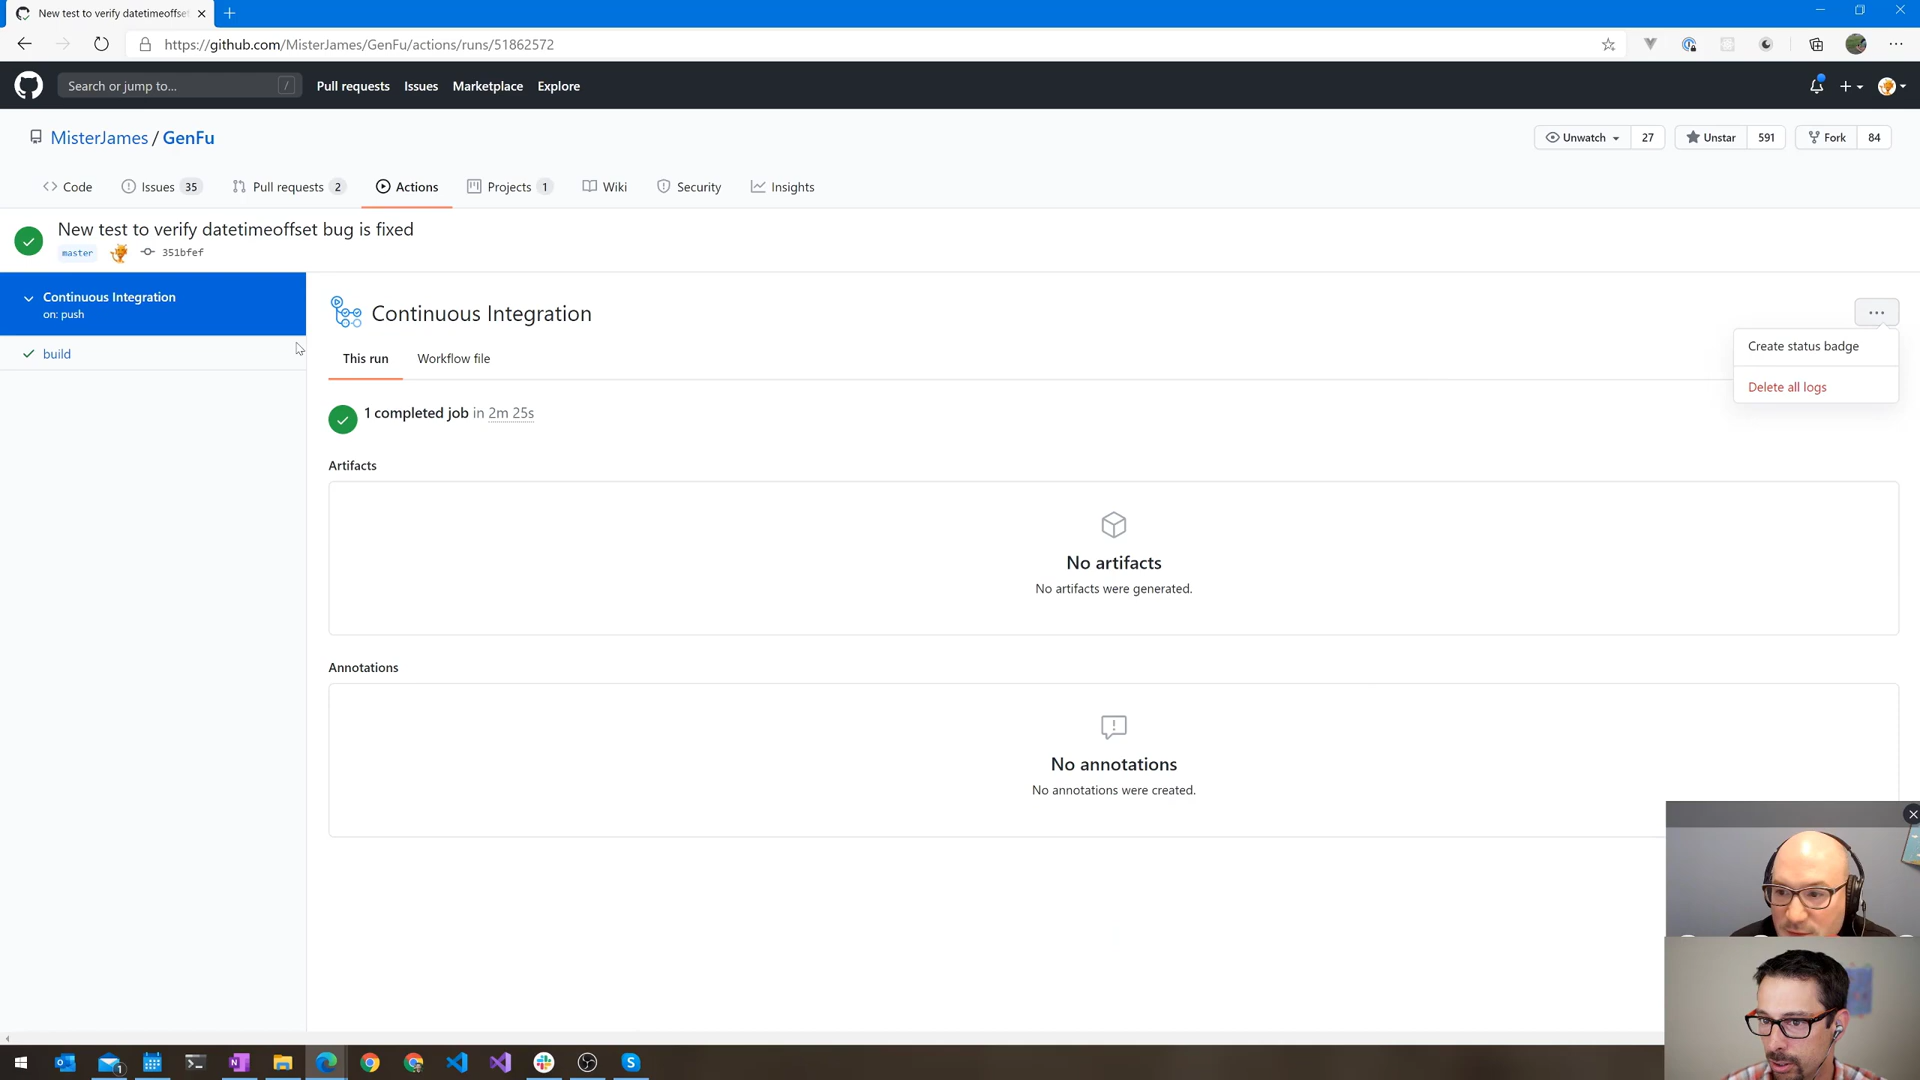 New test to verify datetimeoffse
https://github.com/MisterJames/GenFu/actions/runs/51862572
Search or jump to... /
Pull requests Issues Marketplace Explore
MisterJames / GenFu
Unwatch 27 Unstar 591 Fork 84
Code Issues 35 Pull requests 2 Actions Projects 1 Wiki Security Insights
New test to verify datetimeoffset bug is fixed
master 351bfef
Continuous Integration
on: push
build
Continuous Integration
...
Create status badge
Delete all logs
This run Workflow file
1 completed job in 2m 25s
Artifacts
No artifacts
No artifacts were generated.
Annotations
No annotations
No annotations were created.